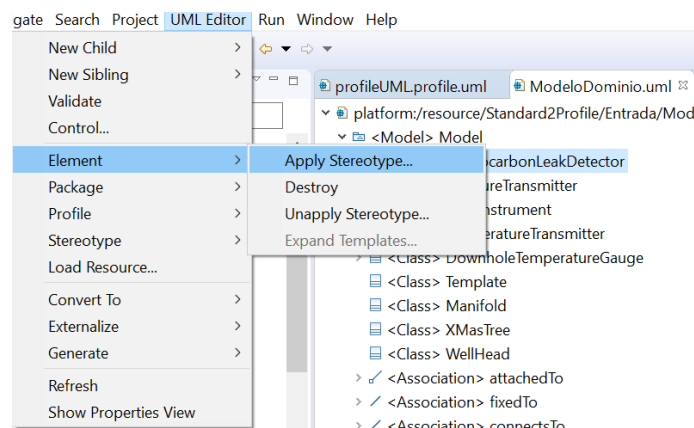 gate Search Project UML Editor Run Window Help
New Child
New Sibling
Validate
Control...
Element
Package
Profile
Stereotype
Load Resource...
Convert To
Externalize
Generate
Refresh
Show Properties View
Apply Stereotype...
Destroy
Unapply Stereotype...
Expand Templates...
profileUML.profile.uml
ModeloDominio.uml
platform:/resource/Standard2Profile/Entrada/Mod
<Model> Model
ocarbonLeakDetector
ureTransmitter
nstrument
eratureTransmitter
<Class> DownholeTemperatureGauge
<Class> Template
<Class> Manifold
<Class> XMasTree
<Class> WellHead
<Association> attachedTo
<Association> fixedTo
<Association> connectsTo